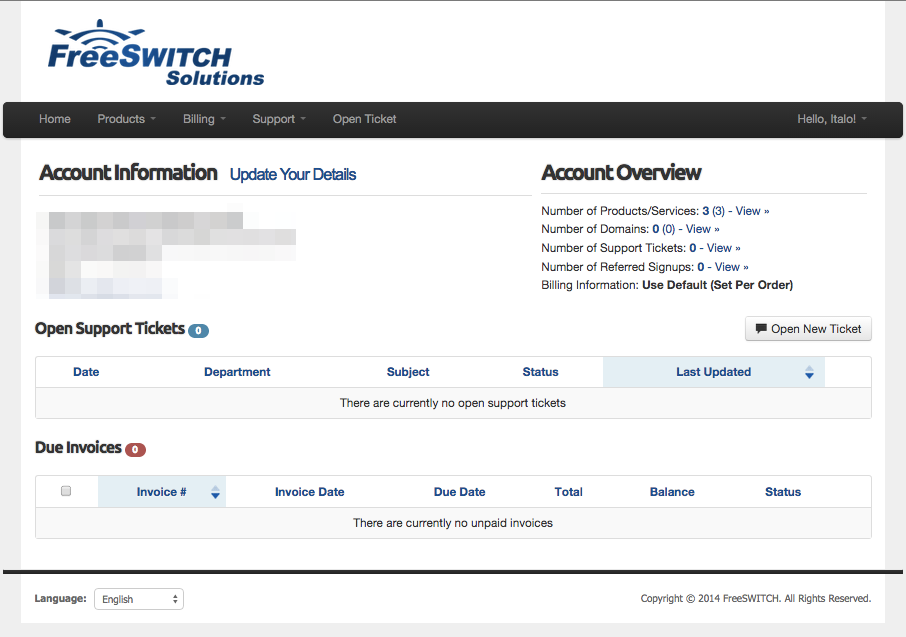 FreeSWITCH
Solutions
Home Products Billing Support Open Ticket Hello, Italo!
Account Information Update Your Details
Account Overview
Number of Products/Services: 3 (3) - View »
Number of Domains: 0 (0) - View »
Number of Support Tickets: 0 - View »
Number of Referred Signups: 0 - View »
Billing Information: Use Default (Set Per Order)
Open Support Tickets 0
Open New Ticket
Date Department Subject Status Last Updated
There are currently no open support tickets
Due Invoices 0
Invoice # Invoice Date Due Date Total Balance Status
There are currently no unpaid invoices
Language: English
Copyright © 2014 FreeSWITCH. All Rights Reserved.